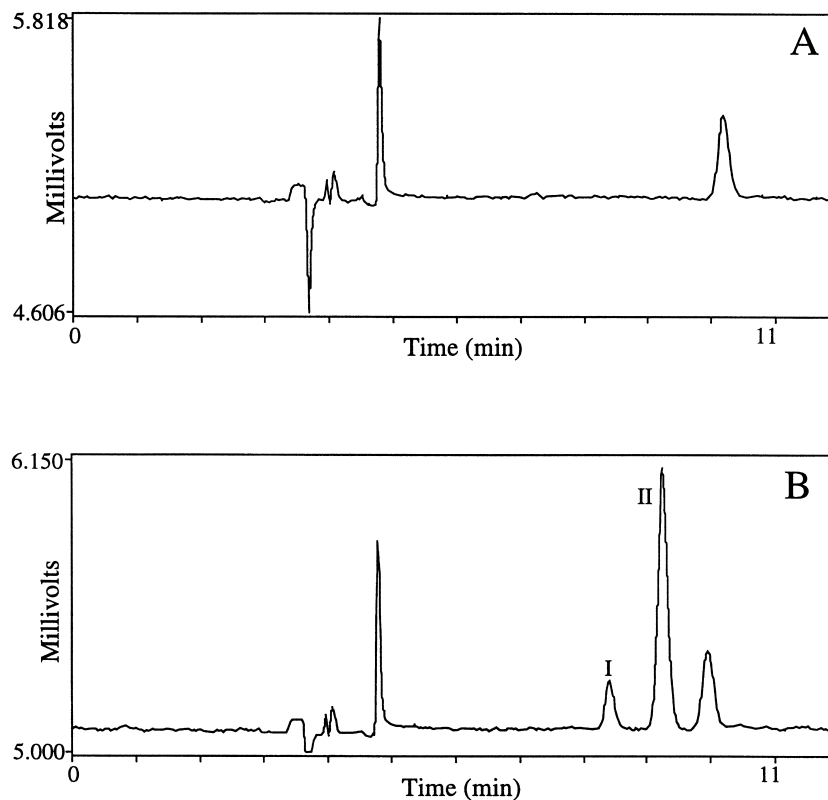 5.818
A
Millivolts
4.606
0
11
Time (min)
6.150
B
II
I
Millivolts
5.000
0
11
Time (min)